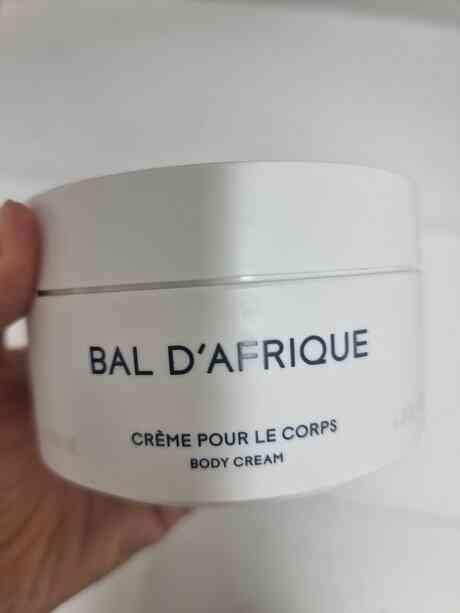 BAL D'AFRIQUE
CRÈME POUR LE CORPS
BODY CREAM